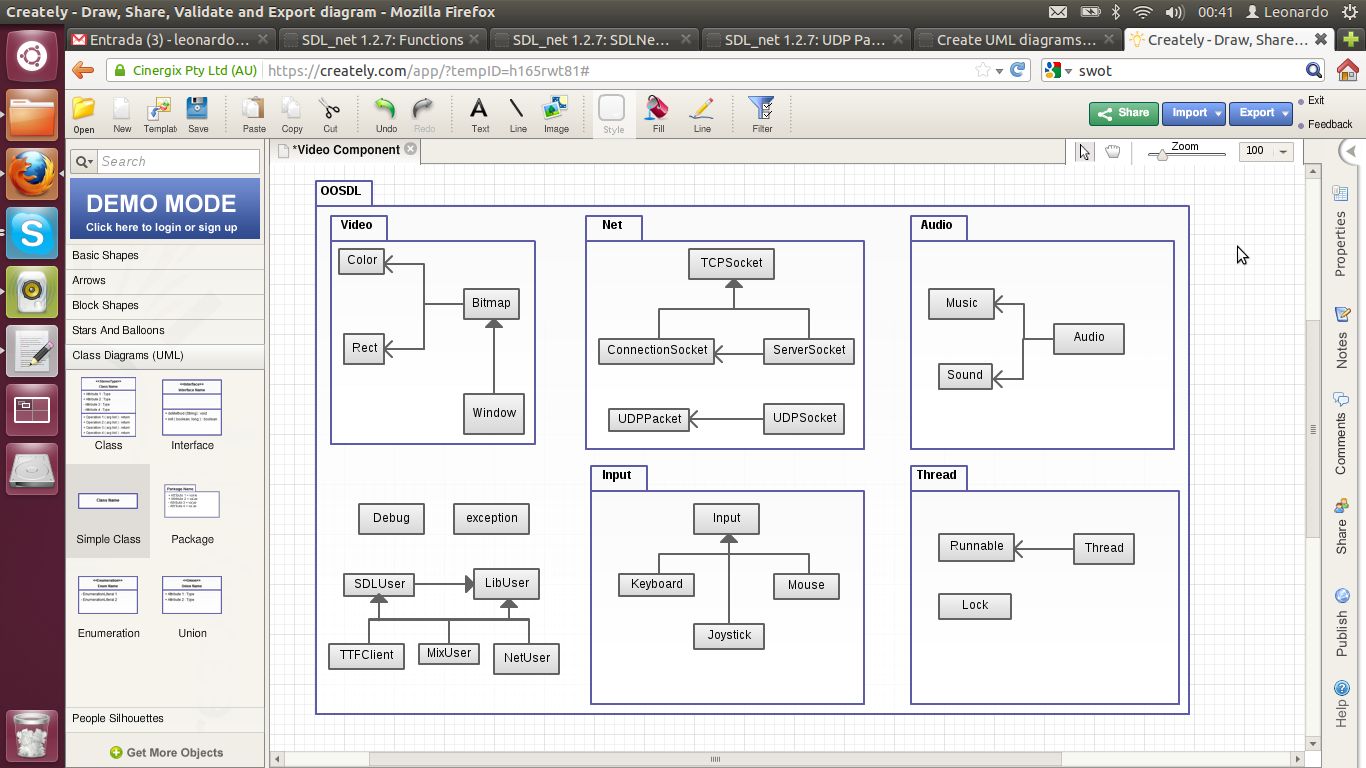 Creately - Draw, Share, Validate and Export diagram - Mozilla Firefox
00:41
Leonardo
Entrada (3) - leonardo...
SDL_net 1.2.7: Functions
SDL_net 1.2.7: SDLNe...
SDL_net 1.2.7: UDP Pa...
Create UML diagrams...
Creately - Draw, Share...
Cinergix Pty Ltd (AU)
https://creately.com/app/?tempID=h165rwt81#
swot
Open
New
Templat
Save
Paste
Copy
Cut
Undo
Redo
Text
Line
Image
Style
Fill
Line
Filter
Share
Import
Export
Exit
Feedback
Search
*Video Component
Zoom
100
DEMO MODE
Click here to login or sign up
Basic Shapes
Arrows
Block Shapes
Stars And Balloons
Class Diagrams (UML)
Class
Interface
Class Name
Simple Class
Package
Enumeration
Union
People Silhouettes
Get More Objects
OOSDL
Video
Color
Bitmap
Rect
Window
Net
TCPSocket
ConnectionSocket
ServerSocket
UDPPacket
UDPSocket
Audio
Music
Audio
Sound
Debug
exception
SDLUser
LibUser
TTFClient
MixUser
NetUser
Input
Input
Keyboard
Mouse
Joystick
Thread
Runnable
Thread
Lock
Properties
Notes
Comments
Share
Publish
Help